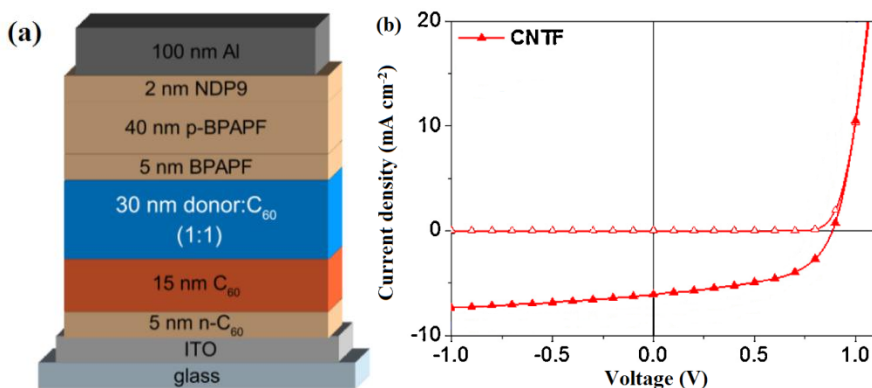 (a)
100 nm Al
2 nm NDP9
40 nm p-BPAPF
5 nm BPAPF
30 nm donor:C₆₀
(1:1)
15 nm C₆₀
5 nm n-C₆₀
ITO
glass
(b)
CNTF
Current density (mA cm⁻²)
20
10
0
-10
-1.0
-0.5
0.0
0.5
1.0
Voltage (V)